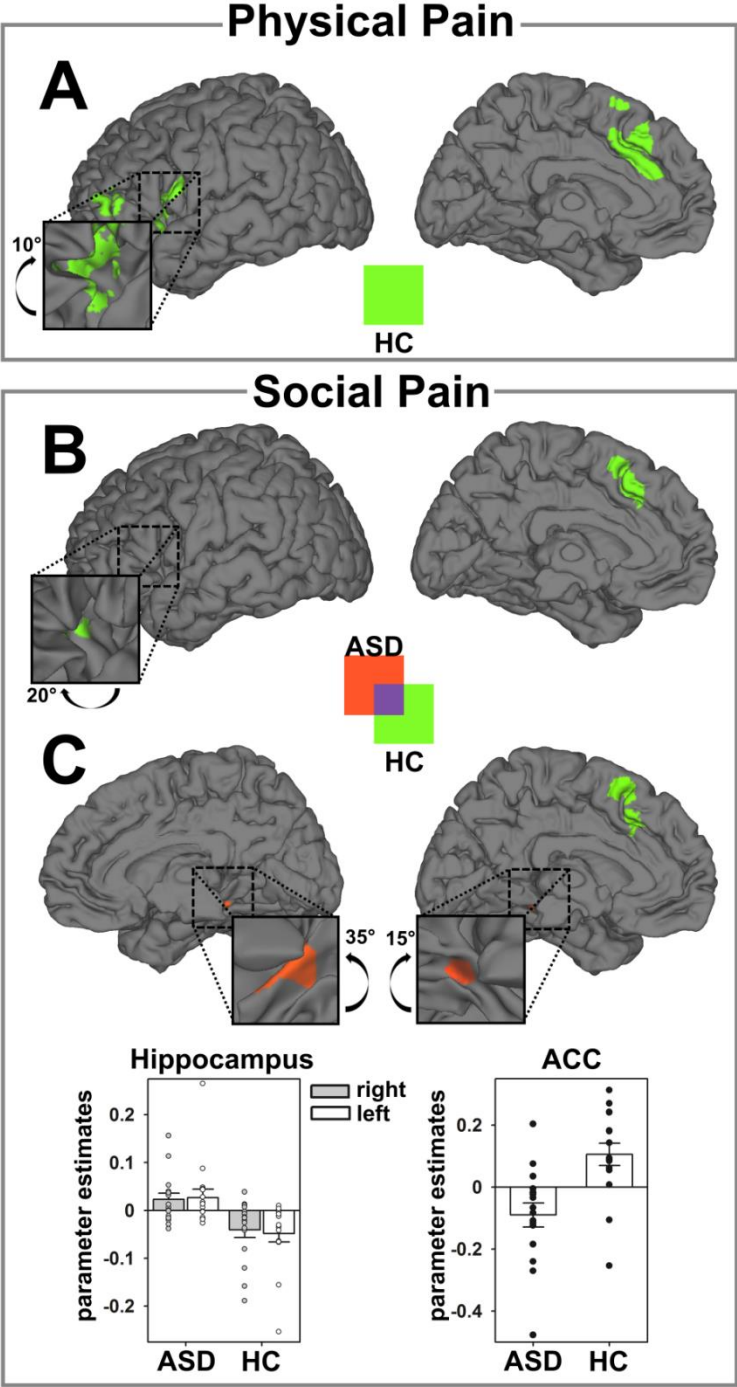 Physical Pain
A
10°
HC
Social Pain
B
20°
ASD
HC
C
35°
15°
Hippocampus
right
left
parameter estimates
0.2
0.1
0
-0.1
-0.2
ASD
HC
ACC
parameter estimates
0.2
0
-0.2
-0.4
ASD
HC